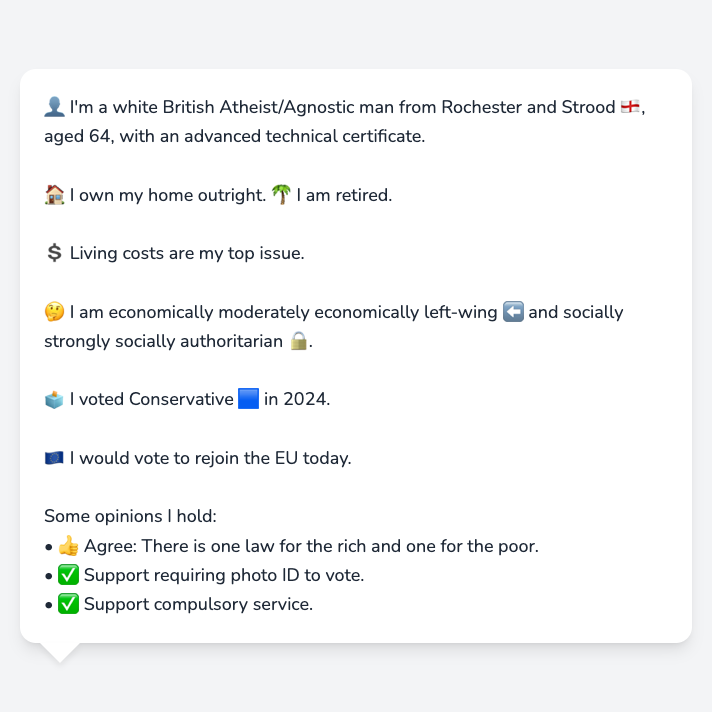 👤 I'm a white British Atheist/Agnostic man from Rochester and Strood 🏴󠁧󠁢󠁥󠁮󠁧󠁿,
aged 64, with an advanced technical certificate.
🏠 I own my home outright. 🌴 I am retired.
💲 Living costs are my top issue.
🤔 I am economically moderately economically left-wing ⬅️ and socially
strongly socially authoritarian 🔒.
🗳️ I voted Conservative 🟦 in 2024.
🇪🇺 I would vote to rejoin the EU today.
Some opinions I hold:
• 👍 Agree: There is one law for the rich and one for the poor.
• ✅ Support requiring photo ID to vote.
• ✅ Support compulsory service.